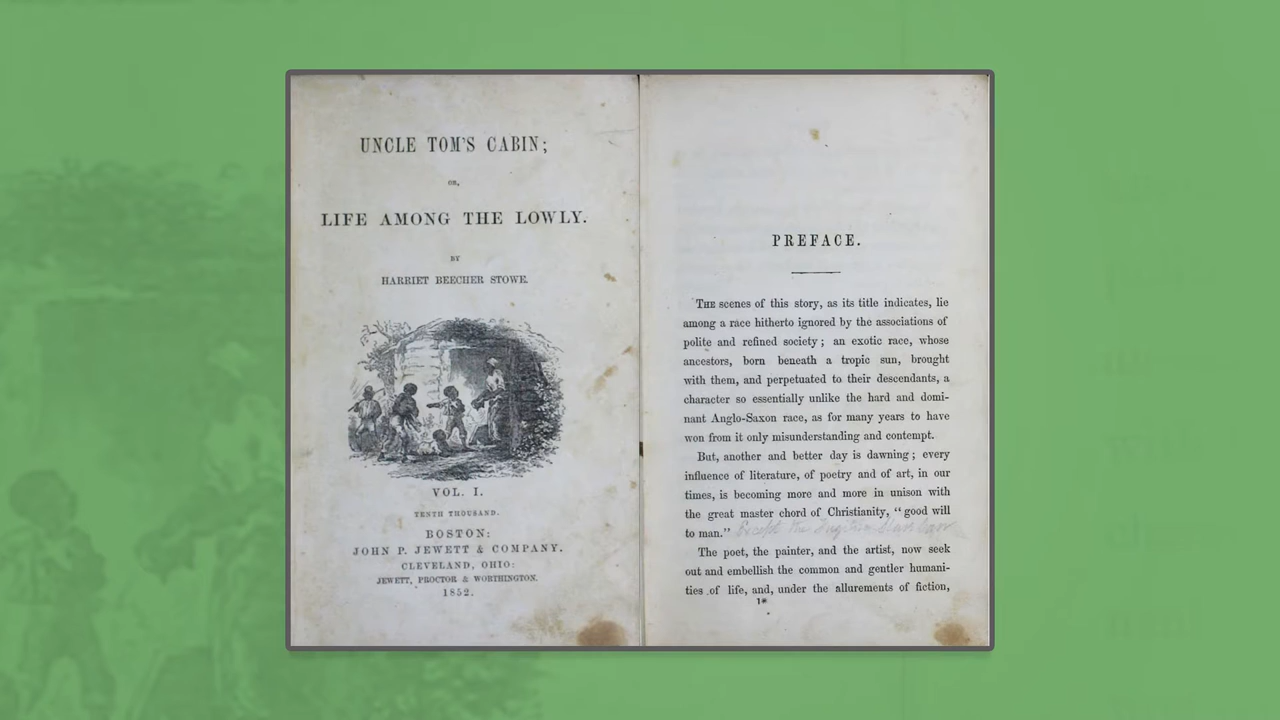 UNCLE TOM'S CABIN;
OR,
LIFE AMONG THE LOWLY.
BY
HARRIET BEECHER STOWE.
VOL. I.
TENTH THOUSAND.
BOSTON:
JOHN P. JEWETT & COMPANY.
CLEVELAND, OHIO:
JEWETT, PROCTOR & WORTHINGTON.
1852.
PREFACE.
THE scenes of this story, as its title indicates, lie
among a race hitherto ignored by the associations of
polite and refined society; an exotic race, whose
ancestors, born beneath a tropic sun, brought
with them, and perpetuated to their descendants, a
character so essentially unlike the hard and domi-
nant Anglo-Saxon race, as for many years to have
won from it only misunderstanding and contempt.
But, another and better day is dawning; every
influence of literature, of poetry and of art, in our
times, is becoming more and more in unison with
the great master chord of Christianity, "good will
to man." Except the
The poet, the painter, and the artist, now seek
out and embellish the common and gentler humani-
ties of life, and, under the allurements of fiction,
1*